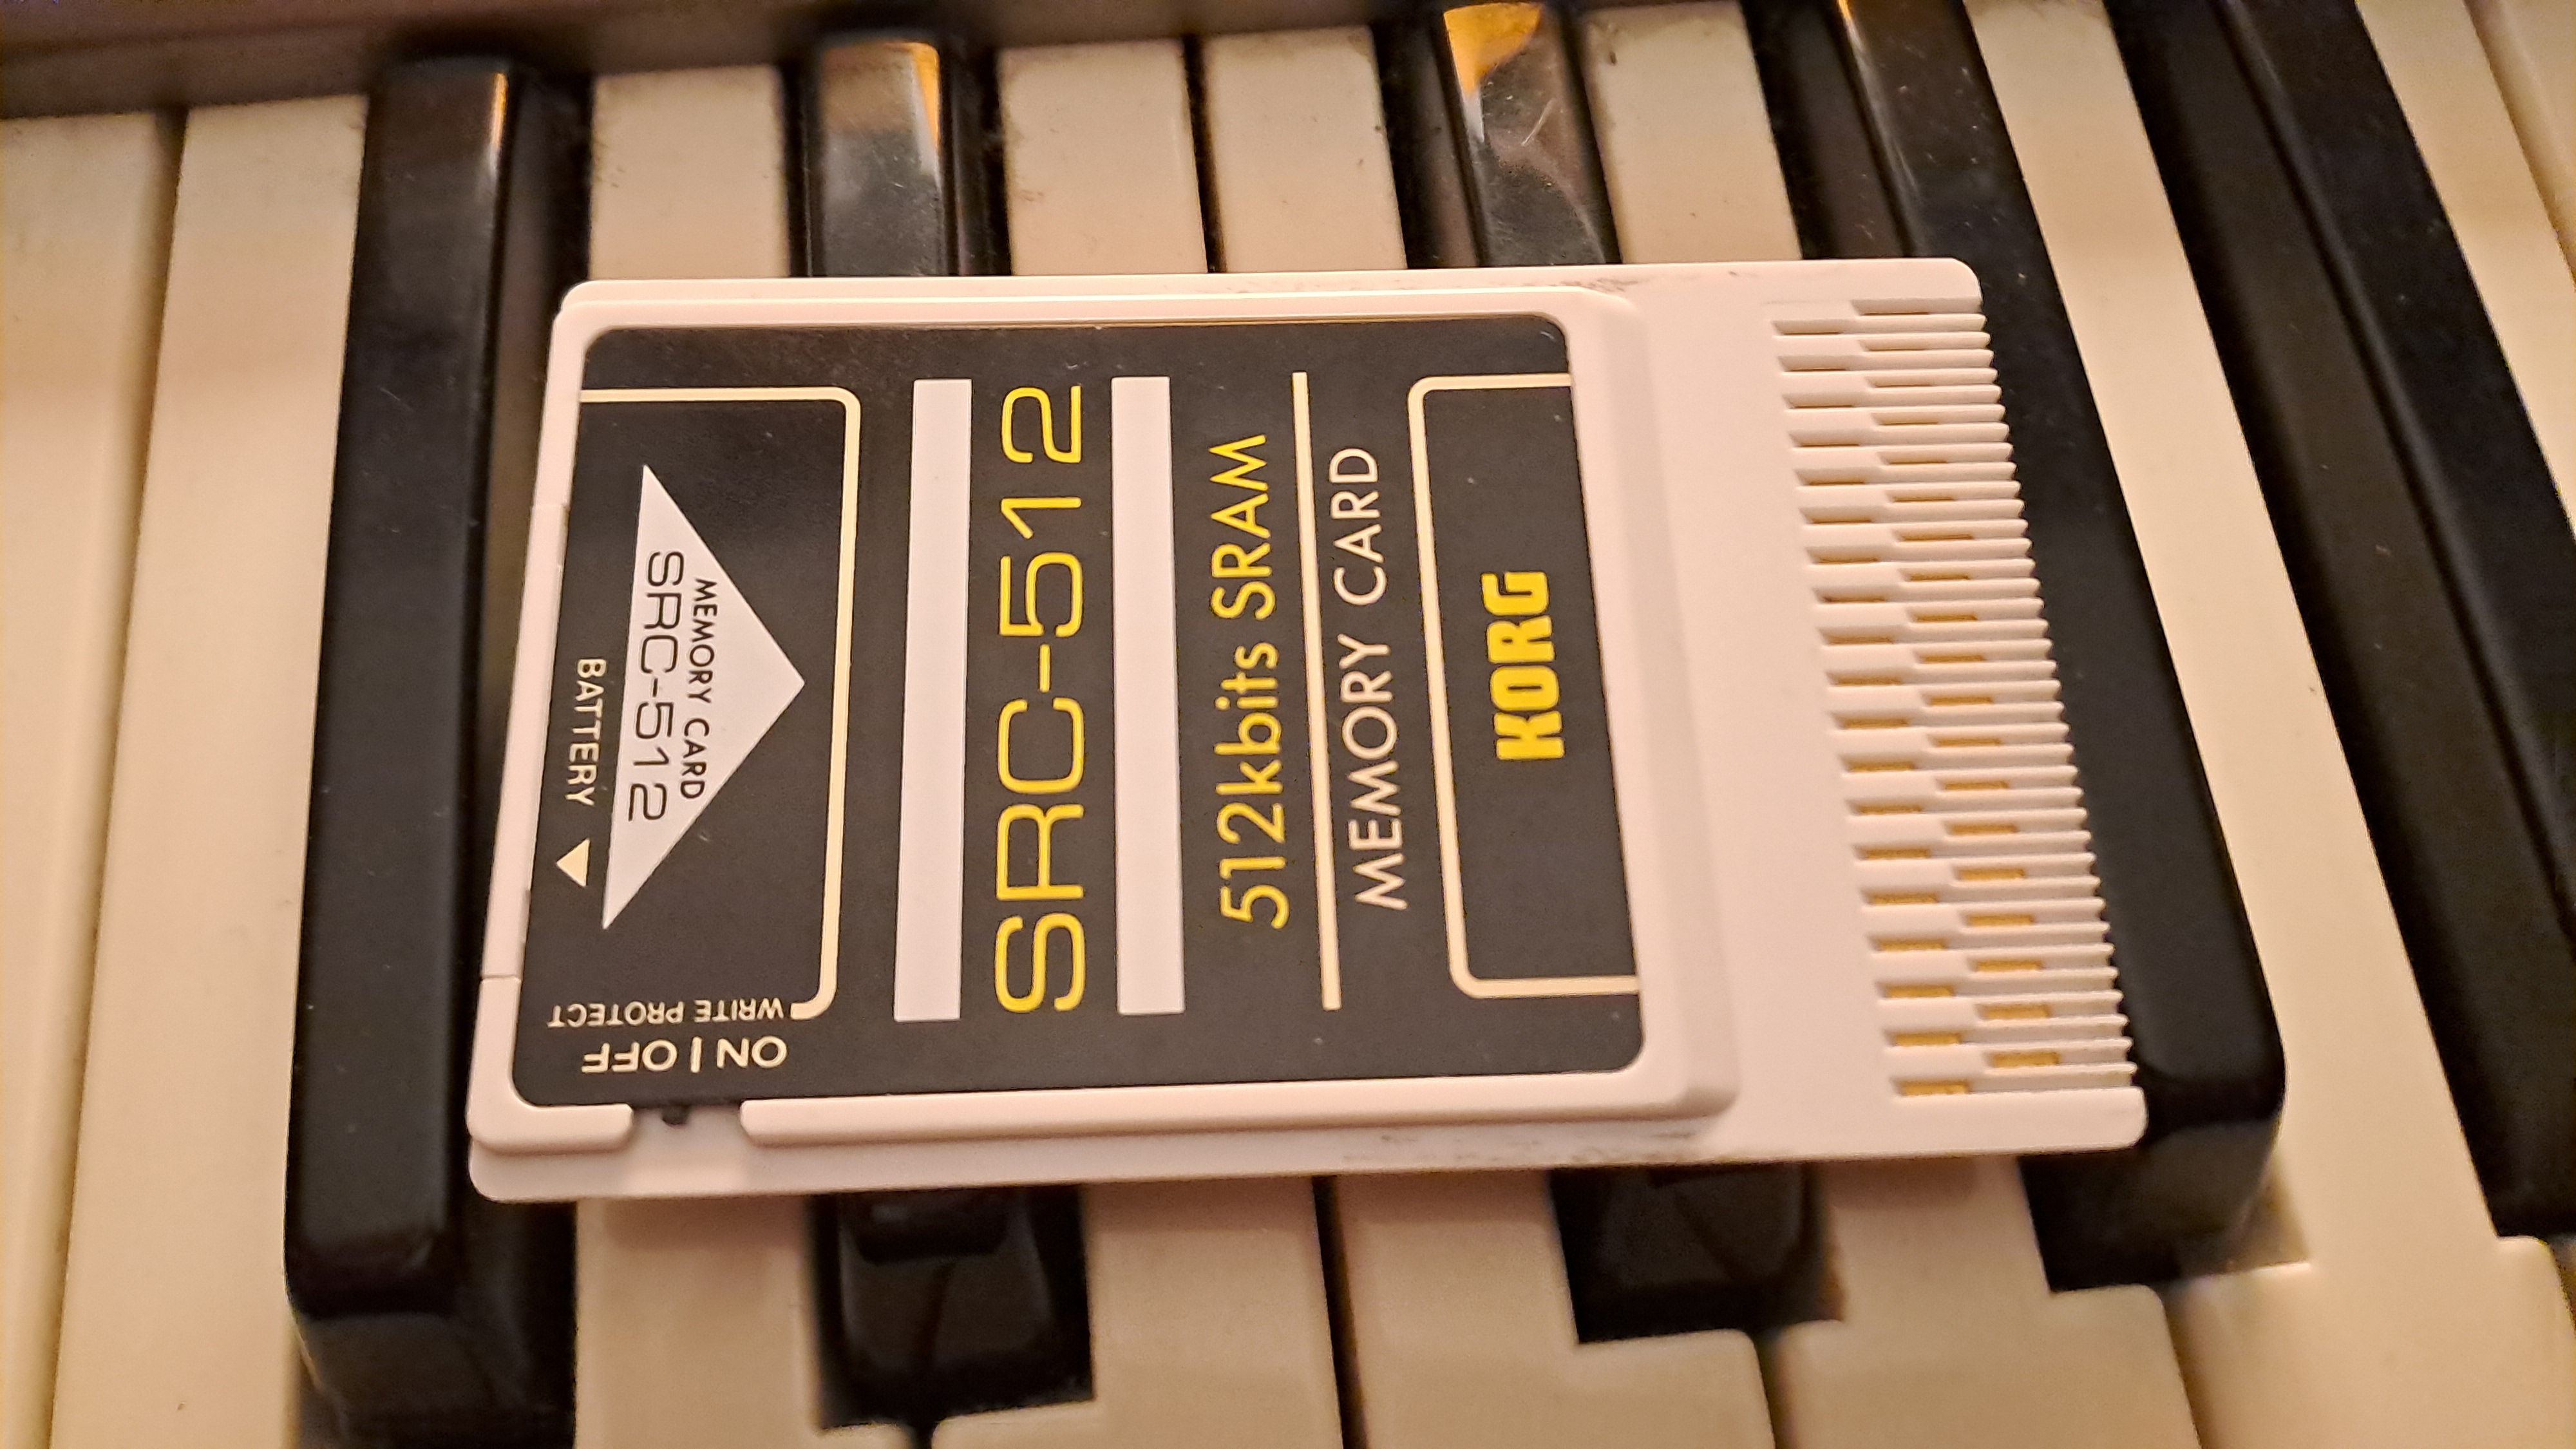 BATTERY
MEMORY CARD
SRC-512
WRITE PROTECT
ON | OFF
SRC-512
512kbits SRAM
MEMORY CARD
KORG